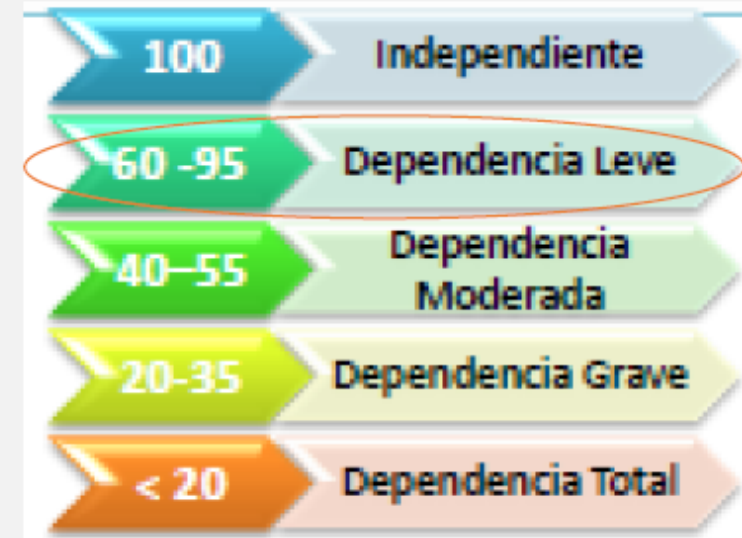 100 Independiente
60 -95 Dependencia Leve
40–55 Dependencia
Moderada
20-35 Dependencia Grave
< 20 Dependencia Total